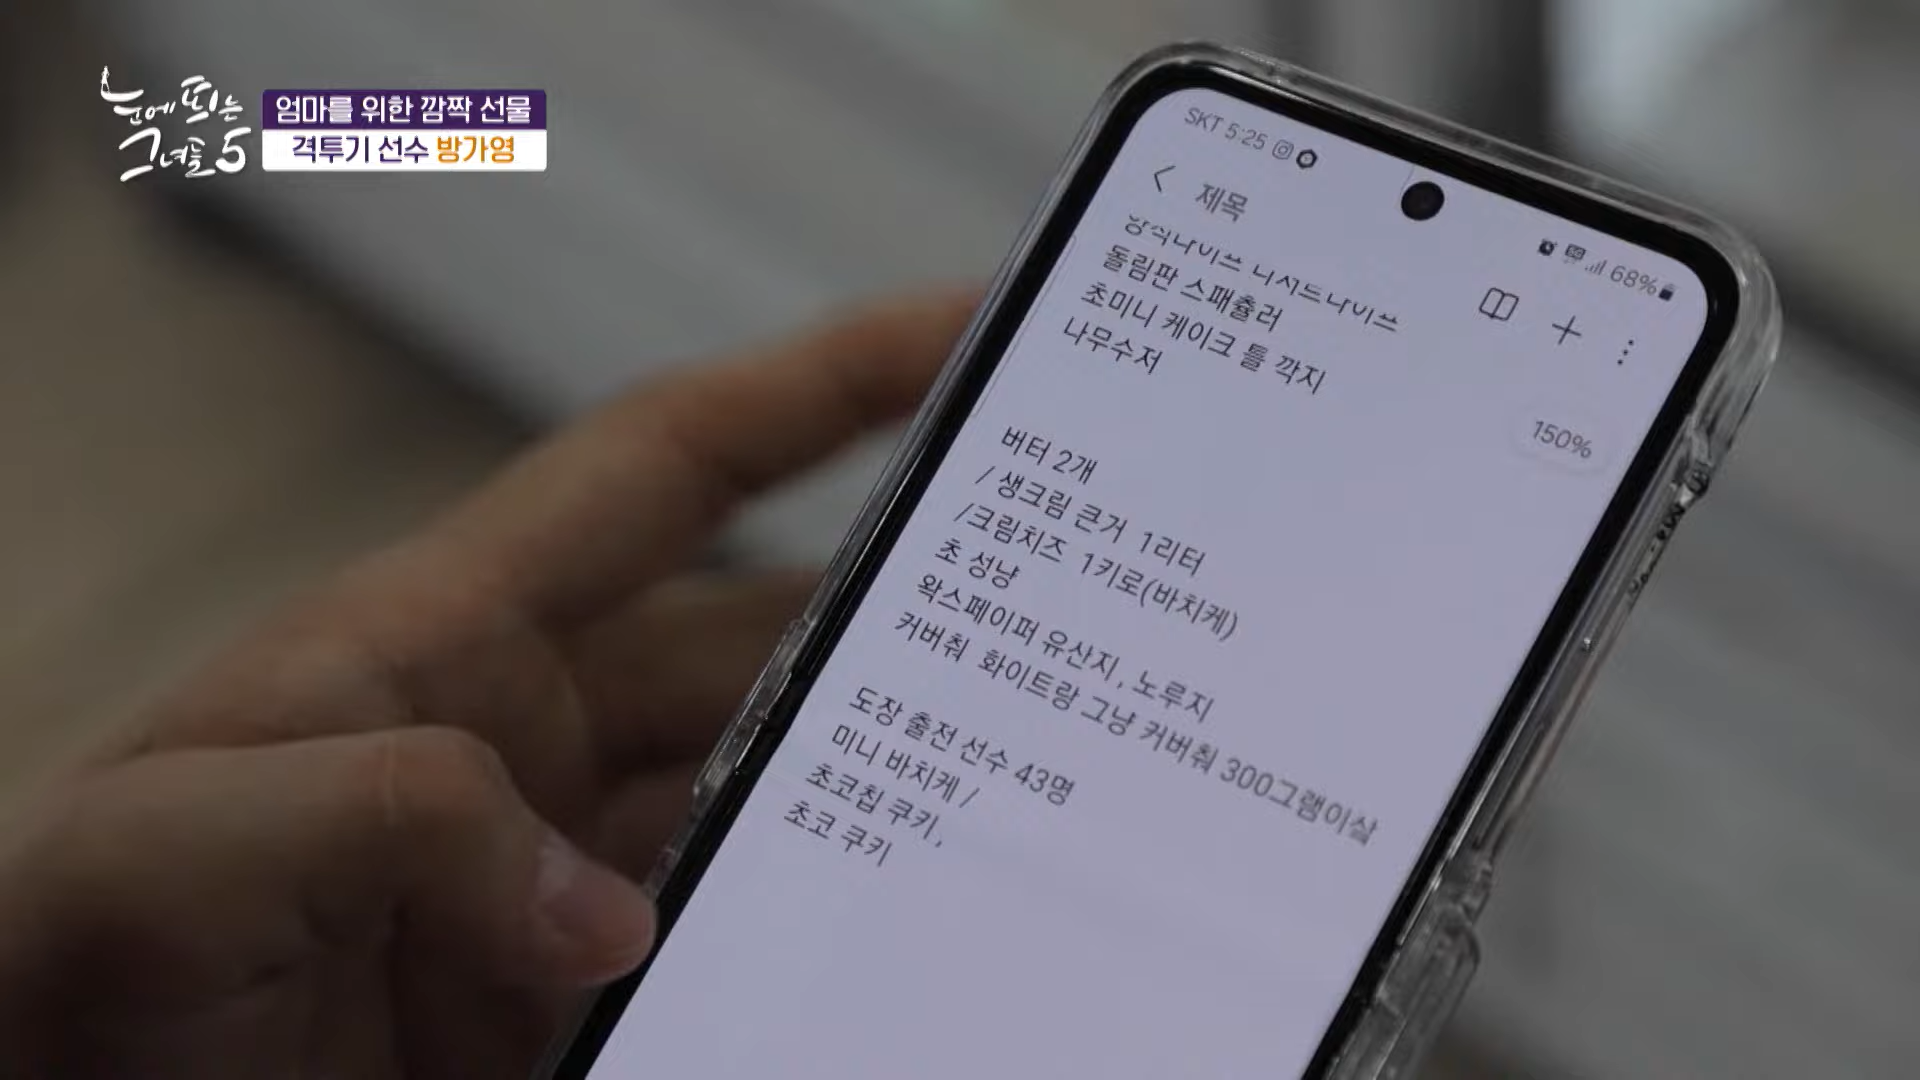 눈에 띄는
그녀들 5
엄마를 위한 깜짝 선물
격투기 선수 방가영
SKT 5:25
68%
제목
돌림판 스패츌러
초미니 케이크 틀 깍지
나무수저
150%
버터 2개
/ 생크림 큰거 1리터
/크림치즈 1키로(바치케)
초 성냥
왁스페이퍼 유산지, 노루지
커버춰 화이트랑 그냥 커버춰 300그램이상
도장 출전 선수 43명
미니 바치케 /
초코칩 쿠키,
초코 쿠키